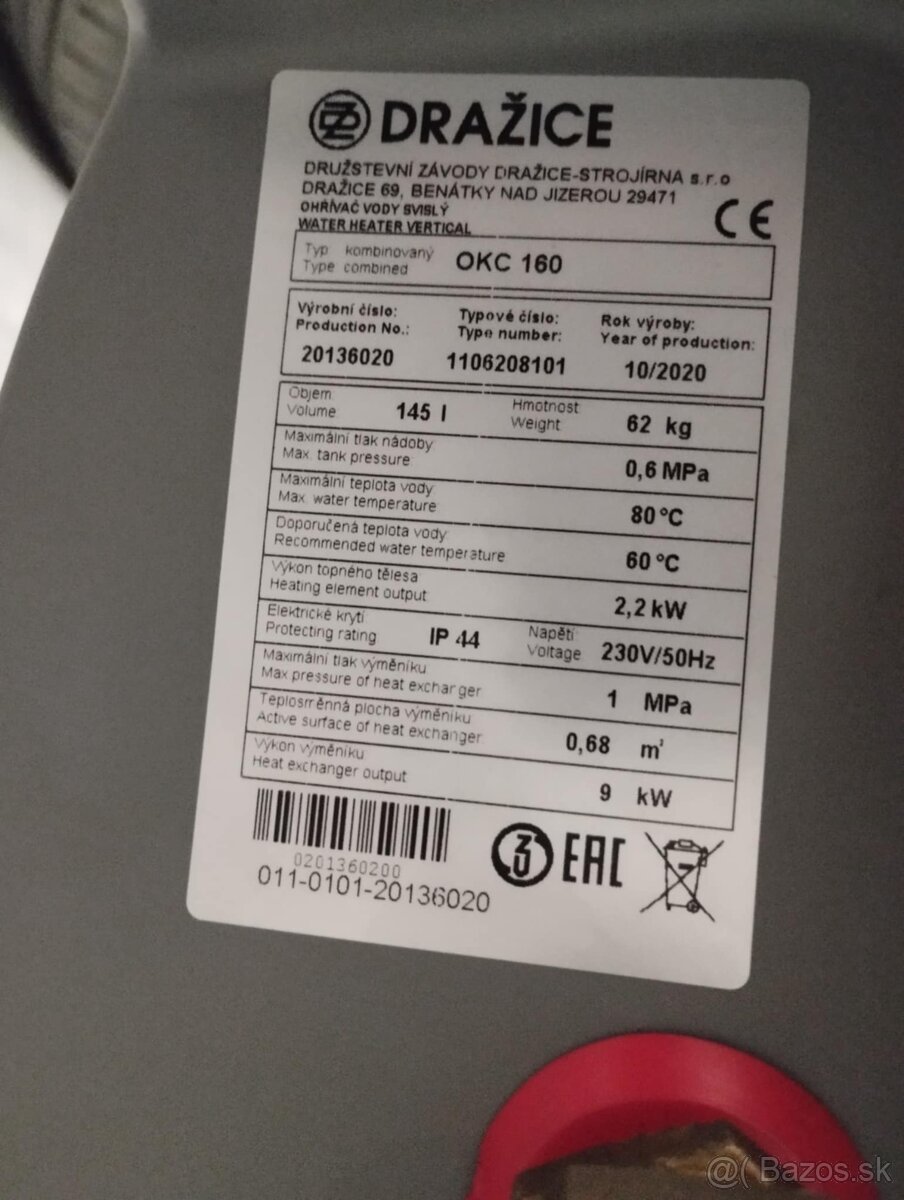 DRAŽICE
DRUŽSTEVNÍ ZÁVODY DRAŽICE-STROJÍRNA s.r.o
DRAŽICE 69, BENÁTKY NAD JIZEROU 29471
OHŘÍVAČ VODY SVISLÝ
WATER HEATER VERTICAL
CE
Typ kombinovaný
Type combined OKC 160
Výrobní číslo: Typové číslo: Rok výroby:
Production No.: Type number: Year of production:
20136020 1106208101 10/2020
Objem Hmotnost
Volume 145 l Weight 62 kg
Maximální tlak nádoby
Max. tank pressure 0,6 MPa
Maximální teplota vody
Max. water temperature 80 °C
Doporučená teplota vody
Recommended water temperature 60 °C
Výkon topného tělesa
Heating element output 2,2 kW
Elektrické krytí Napětí
Protecting rating IP 44 Voltage 230V/50Hz
Maximální tlak výměníku
Max pressure of heat exchanger 1 MPa
Teplosměnná plocha výměníku
Active surface of heat exchanger 0,68 m²
Výkon výměníku
Heat exchanger output 9 kW
0201360200
011-0101-20136020
EAC
@( Bazos.sk